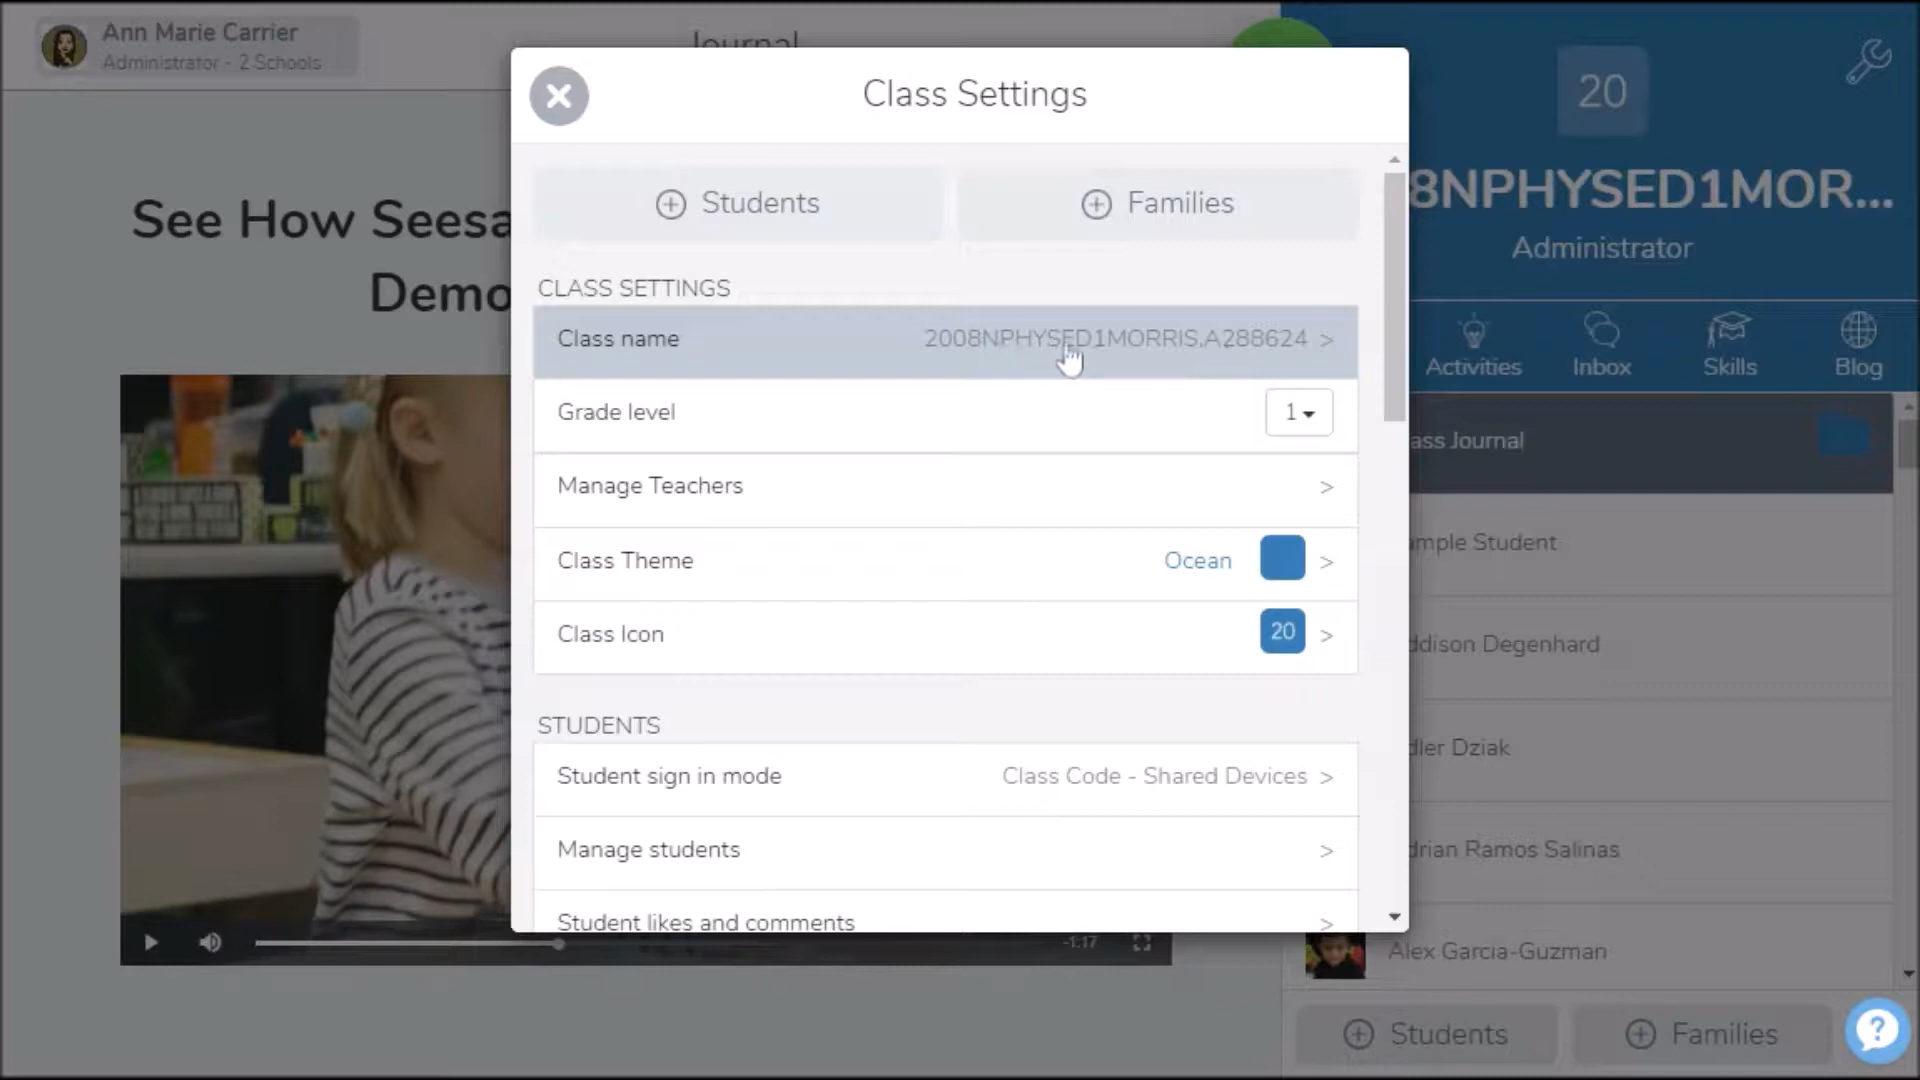 Ann Marie Carrier
Administrator - 2 Schools
Journal
See How Seesa
Demo
-1:17
Class Settings
Students
Families
CLASS SETTINGS
Class name 2008NPHYSED1MORRIS,A288624 >
Grade level 1
Manage Teachers >
Class Theme Ocean >
Class Icon 20 >
STUDENTS
Student sign in mode Class Code - Shared Devices >
Manage students >
Student likes and comments >
20
8NPHYSED1MOR...
Administrator
Activities Inbox Skills Blog
ass Journal
ample Student
ddison Degenhard
dler Dziak
drian Ramos Salinas
Alex Garcia-Guzman
Students Families
?